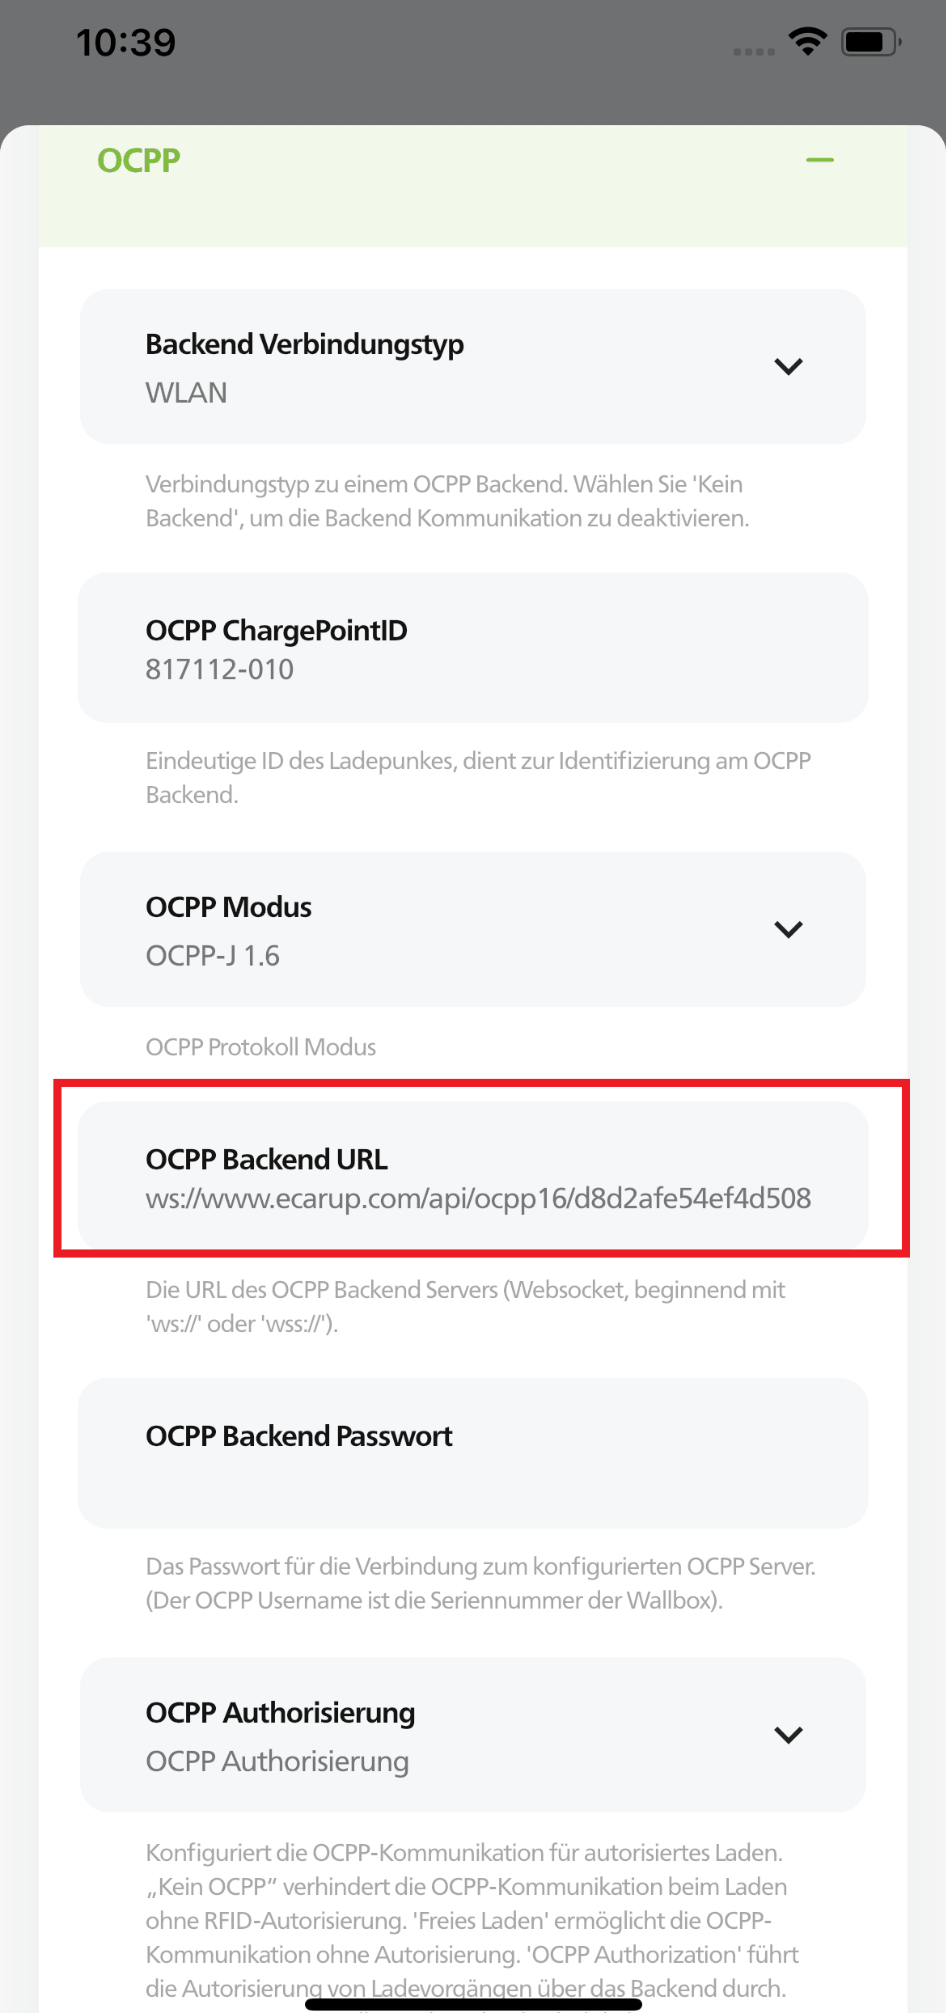 10:39
OCPP
Backend Verbindungstyp
WLAN
Verbindungstyp zu einem OCPP Backend. Wählen Sie 'Kein
Backend', um die Backend Kommunikation zu deaktivieren.
OCPP ChargePointID
817112-010
Eindeutige ID des Ladepunkes, dient zur Identifizierung am OCPP
Backend.
OCPP Modus
OCPP-J 1.6
OCPP Protokoll Modus
OCPP Backend URL
ws://www.ecarup.com/api/ocpp16/d8d2afe54ef4d508
Die URL des OCPP Backend Servers (Websocket, beginnend mit
'ws://' oder 'wss://').
OCPP Backend Passwort
Das Passwort für die Verbindung zum konfigurierten OCPP Server.
(Der OCPP Username ist die Seriennummer der Wallbox).
OCPP Authorisierung
OCPP Authorisierung
Konfiguriert die OCPP-Kommunikation für autorisiertes Laden.
„Kein OCPP“ verhindert die OCPP-Kommunikation beim Laden
ohne RFID-Autorisierung. 'Freies Laden' ermöglicht die OCPP-
Kommunikation ohne Autorisierung. 'OCPP Authorization' führt
die Autorisierung von Ladevorgängen über das Backend durch.